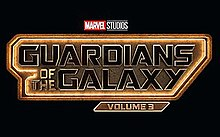 MARVEL STUDIOS
GUARDIANS
OF THE GALAXY
VOLUME 3